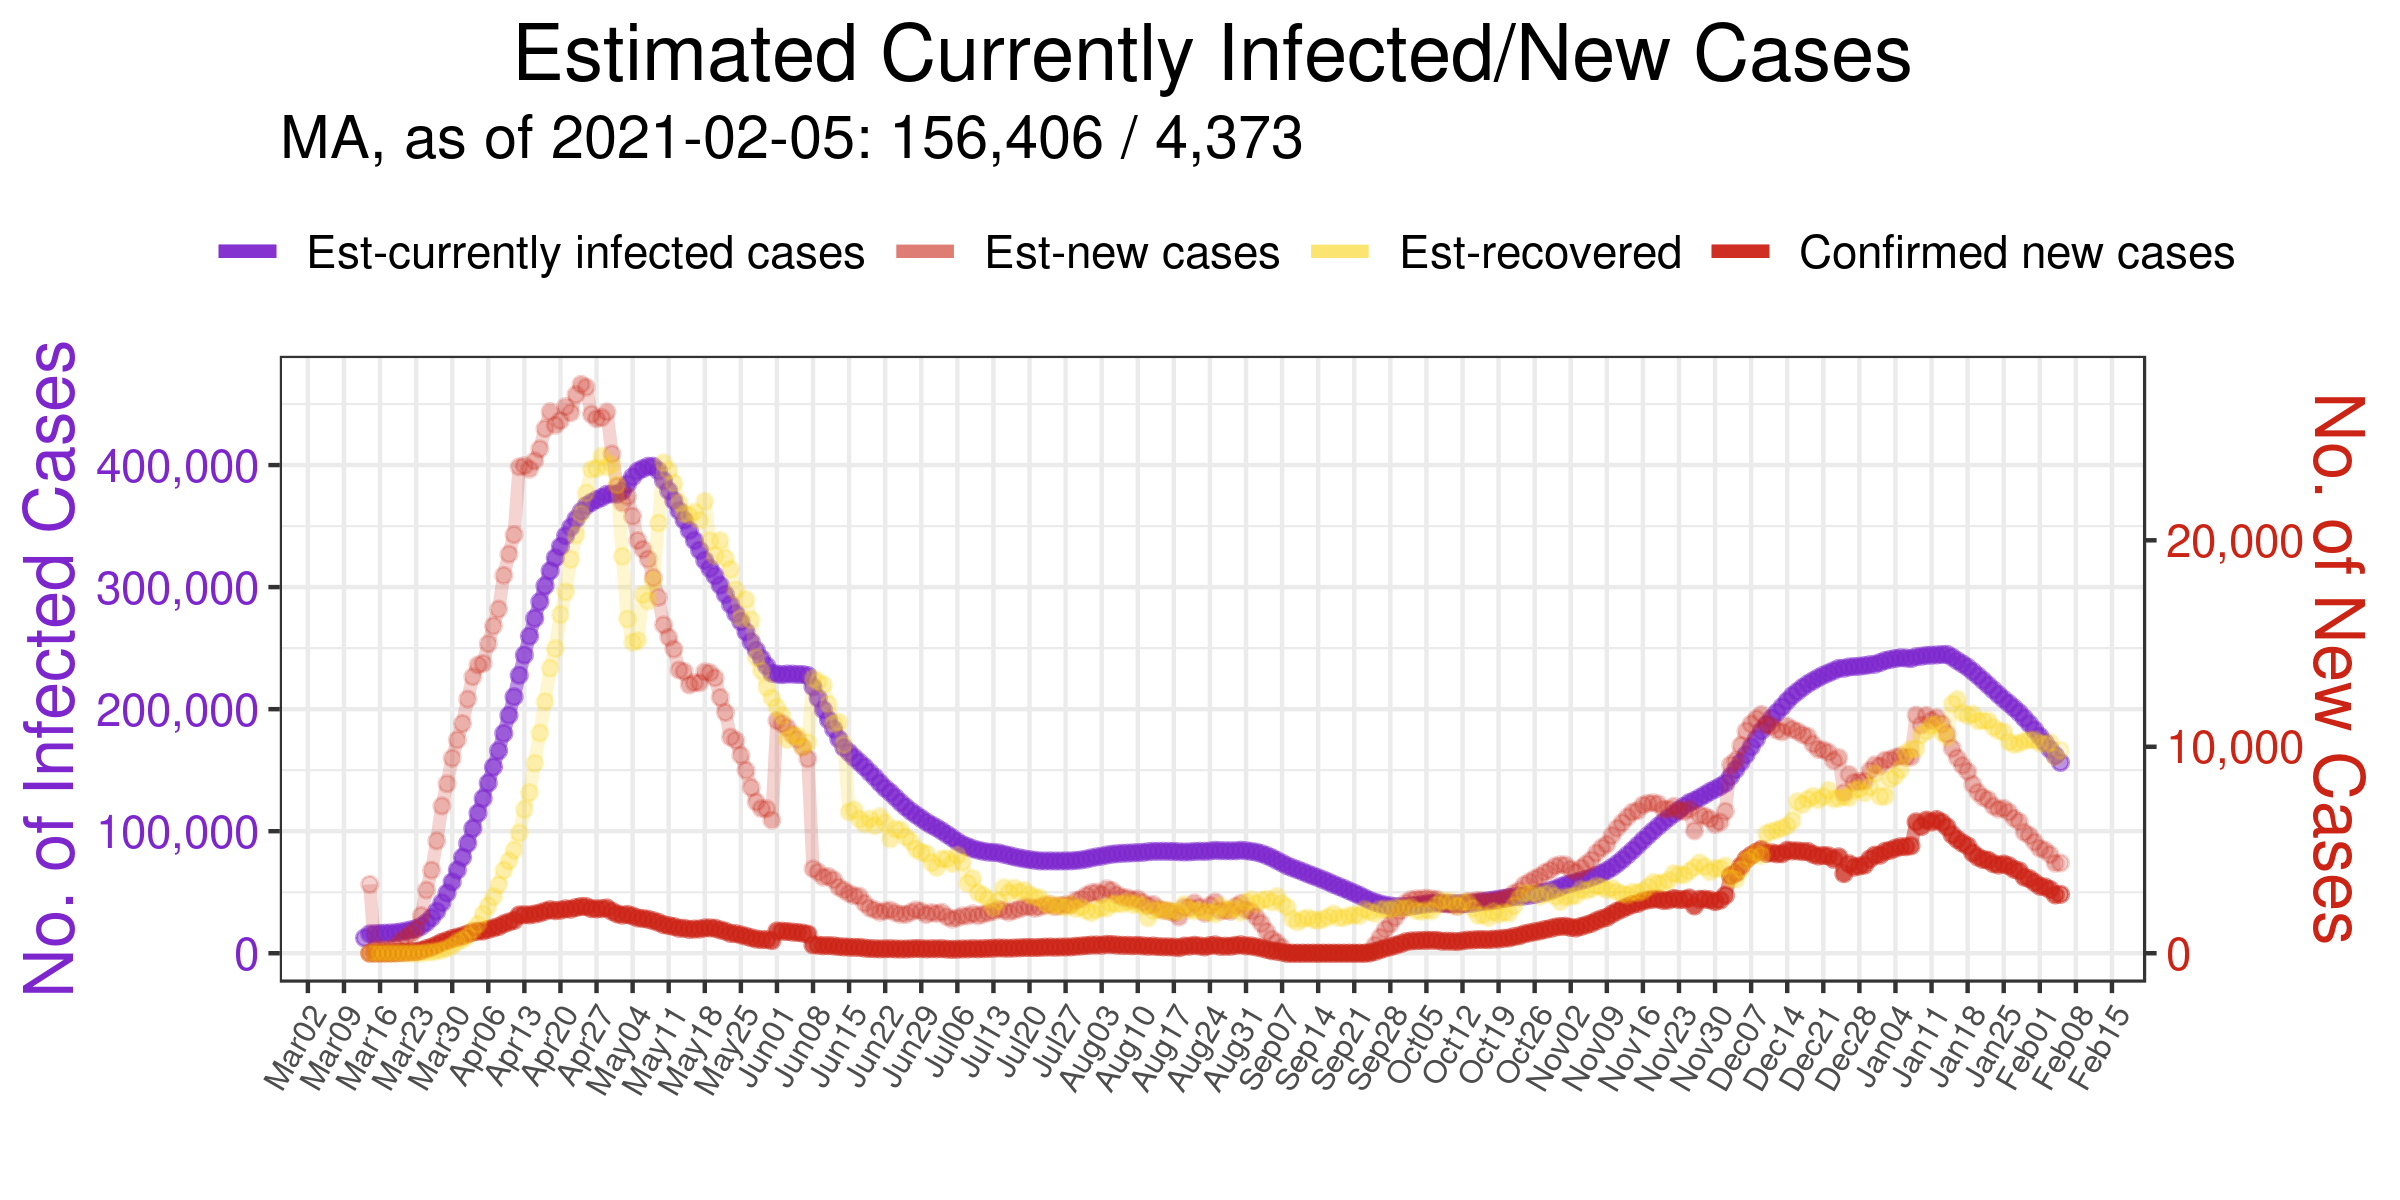 Estimated Currently Infected/New Cases
MA, as of 2021-02-05: 156,406 / 4,373
Est-currently infected cases Est-new cases Est-recovered Confirmed new cases
No. of Infected Cases
400,000
300,000
200,000
100,000
0
No. of New Cases
20,000
10,000
0
Mar02 Mar09 Mar16 Mar23 Mar30 Apr06 Apr13 Apr20 Apr27 May04 May11 May18 May25 Jun01 Jun08 Jun15 Jun22 Jun29 Jul06 Jul13 Jul20 Jul27 Aug03 Aug10 Aug17 Aug24 Aug31 Sep07 Sep14 Sep21 Sep28 Oct05 Oct12 Oct19 Oct26 Nov02 Nov09 Nov16 Nov23 Nov30 Dec07 Dec14 Dec21 Dec28 Jan04 Jan11 Jan18 Jan25 Feb01 Feb08 Feb15